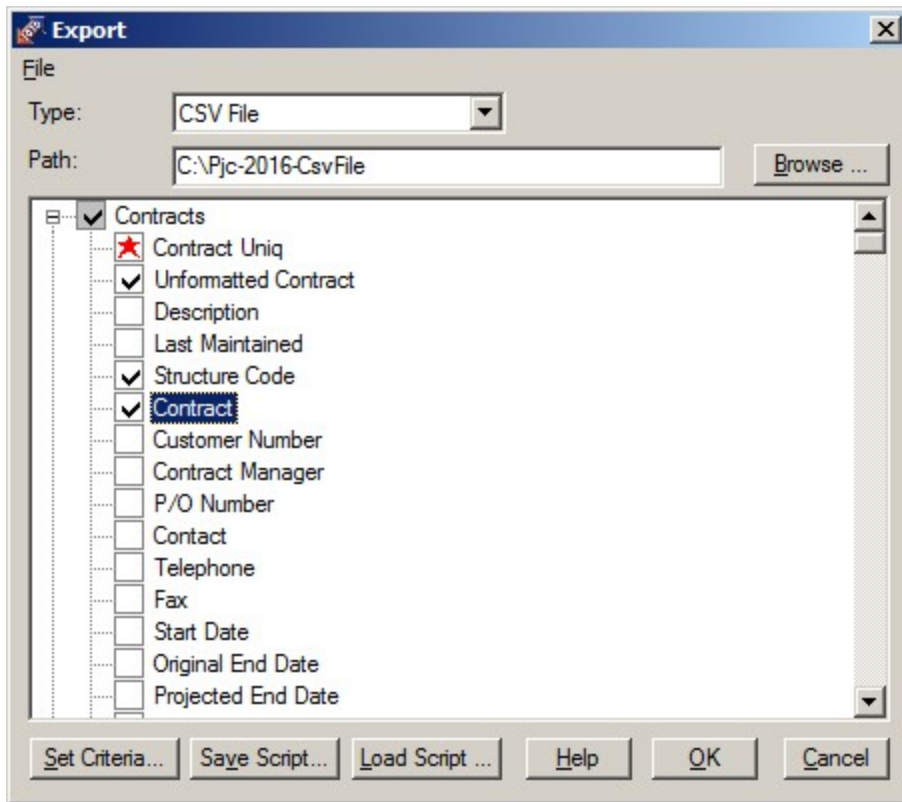 Export
File
Type: CSV File
Path: C:\Pjc-2016-CsvFile Browse ...
Contracts
Contract Uniq
Unformatted Contract
Description
Last Maintained
Structure Code
Contract
Customer Number
Contract Manager
P/O Number
Contact
Telephone
Fax
Start Date
Original End Date
Projected End Date
Set Criteria... Save Script... Load Script ... Help OK Cancel